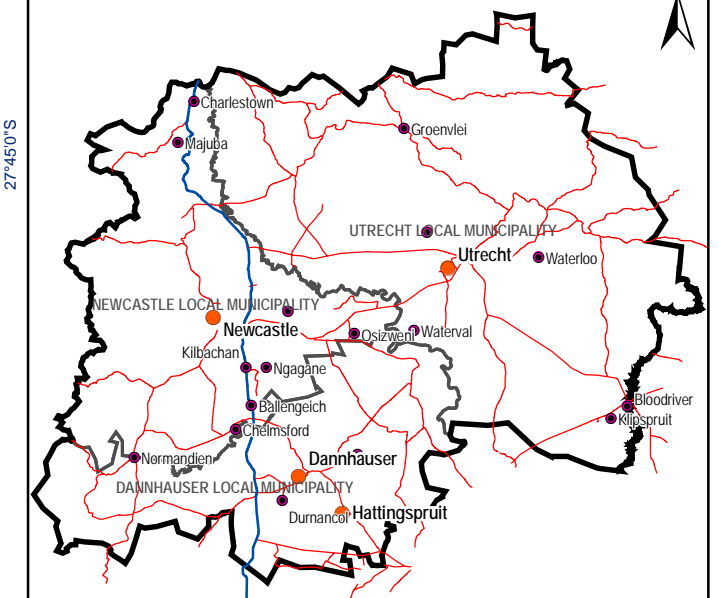 27°45'0"S
Charlestown
Groenvlei
Majuba
UTRECHT LOCAL MUNICIPALITY
Utrecht
Waterloo
NEWCASTLE LOCAL MUNICIPALITY
Newcastle
Osizweni
Waterval
Kilbachan
Ngagane
Ballengeich
Bloodriver
Klipspruit
Chelmsford
Normandien
Dannhauser
DANNHAUSER LOCAL MUNICIPALITY
Durnancol
Hattingspruit